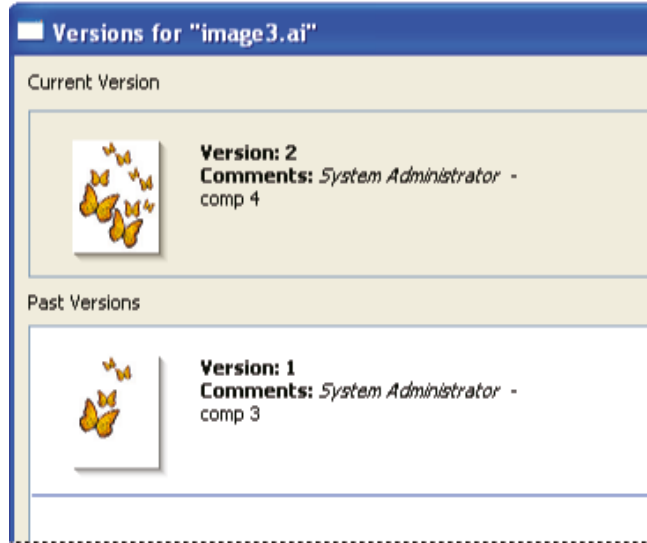 Versions for "image3.ai"
Current Version
Version: 2
Comments: System Administrator -
comp 4
Past Versions
Version: 1
Comments: System Administrator -
comp 3